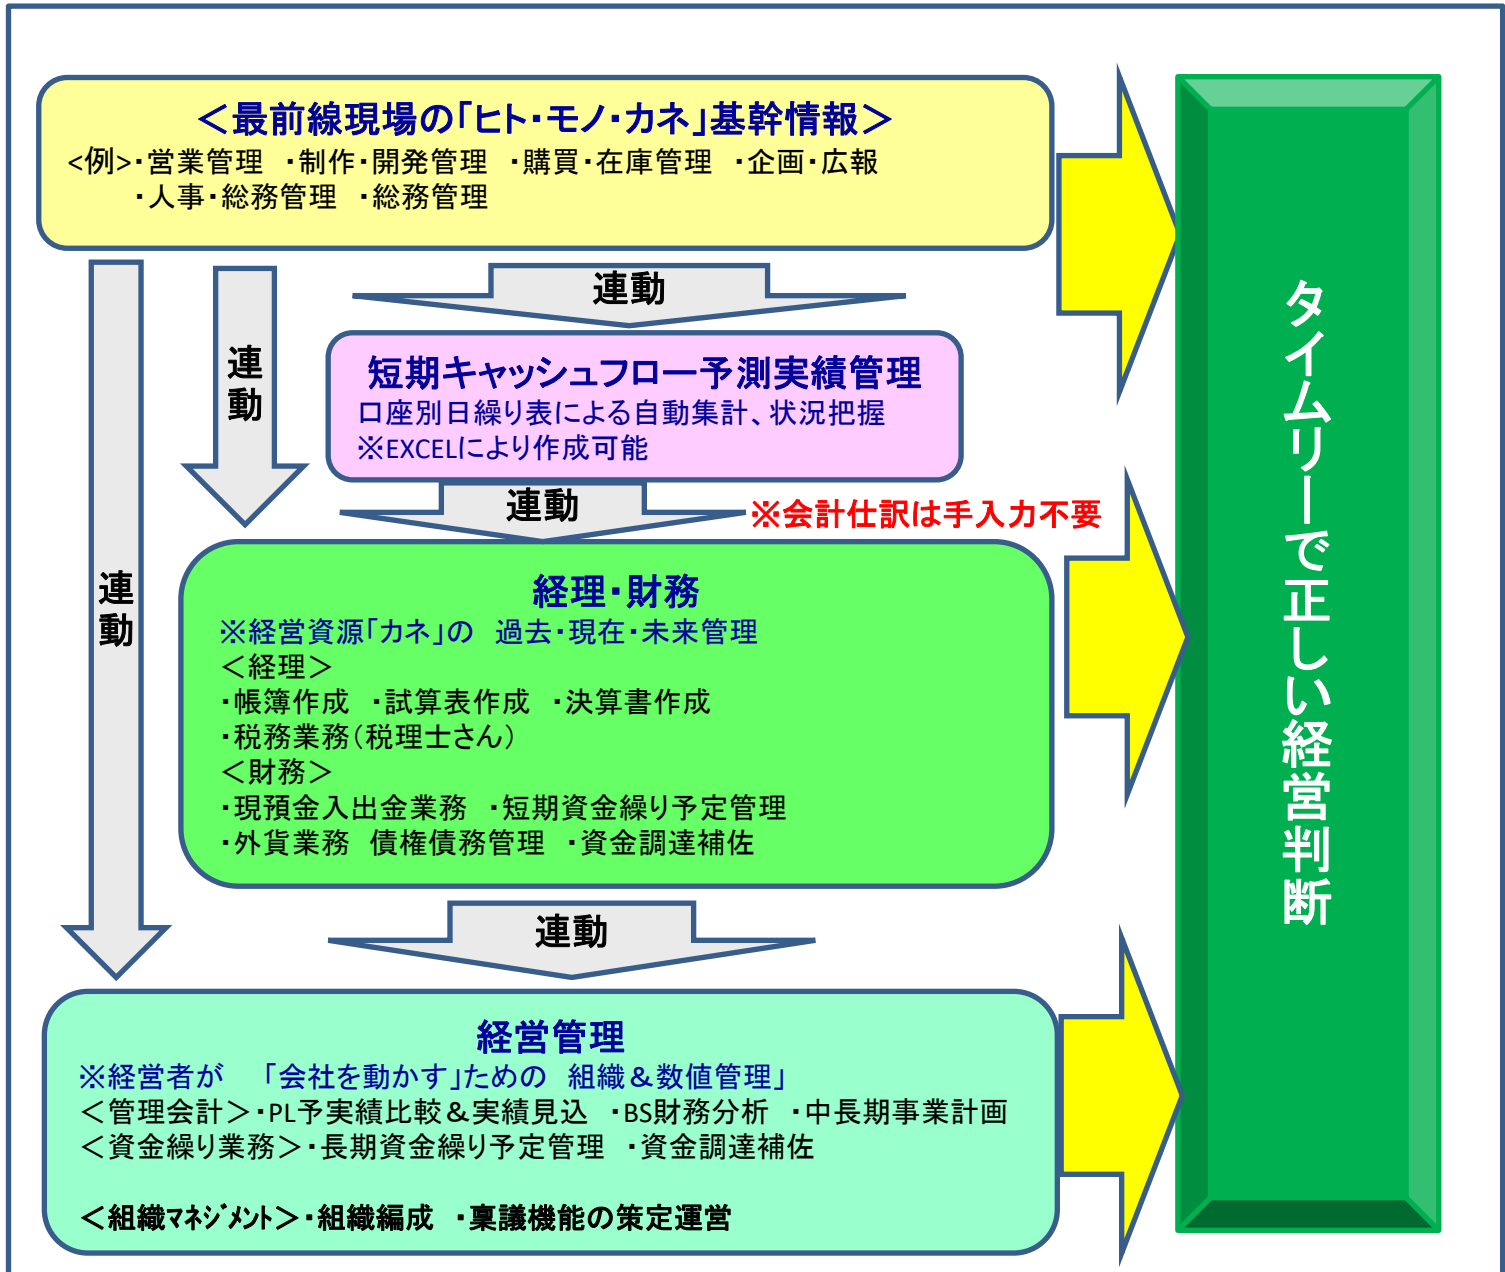 ＜最前線現場の「ヒト・モノ・カネ」基幹情報＞
<例>・営業管理　・制作・開発管理　・購買・在庫管理　・企画・広報
・人事・総務管理　・総務管理
連動
連動
連動
短期キャッシュフロー予測実績管理
口座別日繰り表による自動集計、状況把握
※EXCELにより作成可能
連動
※会計仕訳は手入力不要
経理・財務
※経営資源「カネ」の　過去・現在・未来管理
＜経理＞
・帳簿作成　・試算表作成　・決算書作成
・税務業務（税理士さん）
＜財務＞
・現預金入出金業務　・短期資金繰り予定管理
・外貨業務　債権債務管理　・資金調達補佐
連動
経営管理
※経営者が　「会社を動かす」ための　組織＆数値管理」
＜管理会計＞・PL予実績比較＆実績見込　・BS財務分析　・中長期事業計画
＜資金繰り業務＞・長期資金繰り予定管理　・資金調達補佐
＜組織ﾏﾈｼﾞﾒﾝﾄ＞・組織編成　・稟議機能の策定運営
タイムリーで正しい経営判断